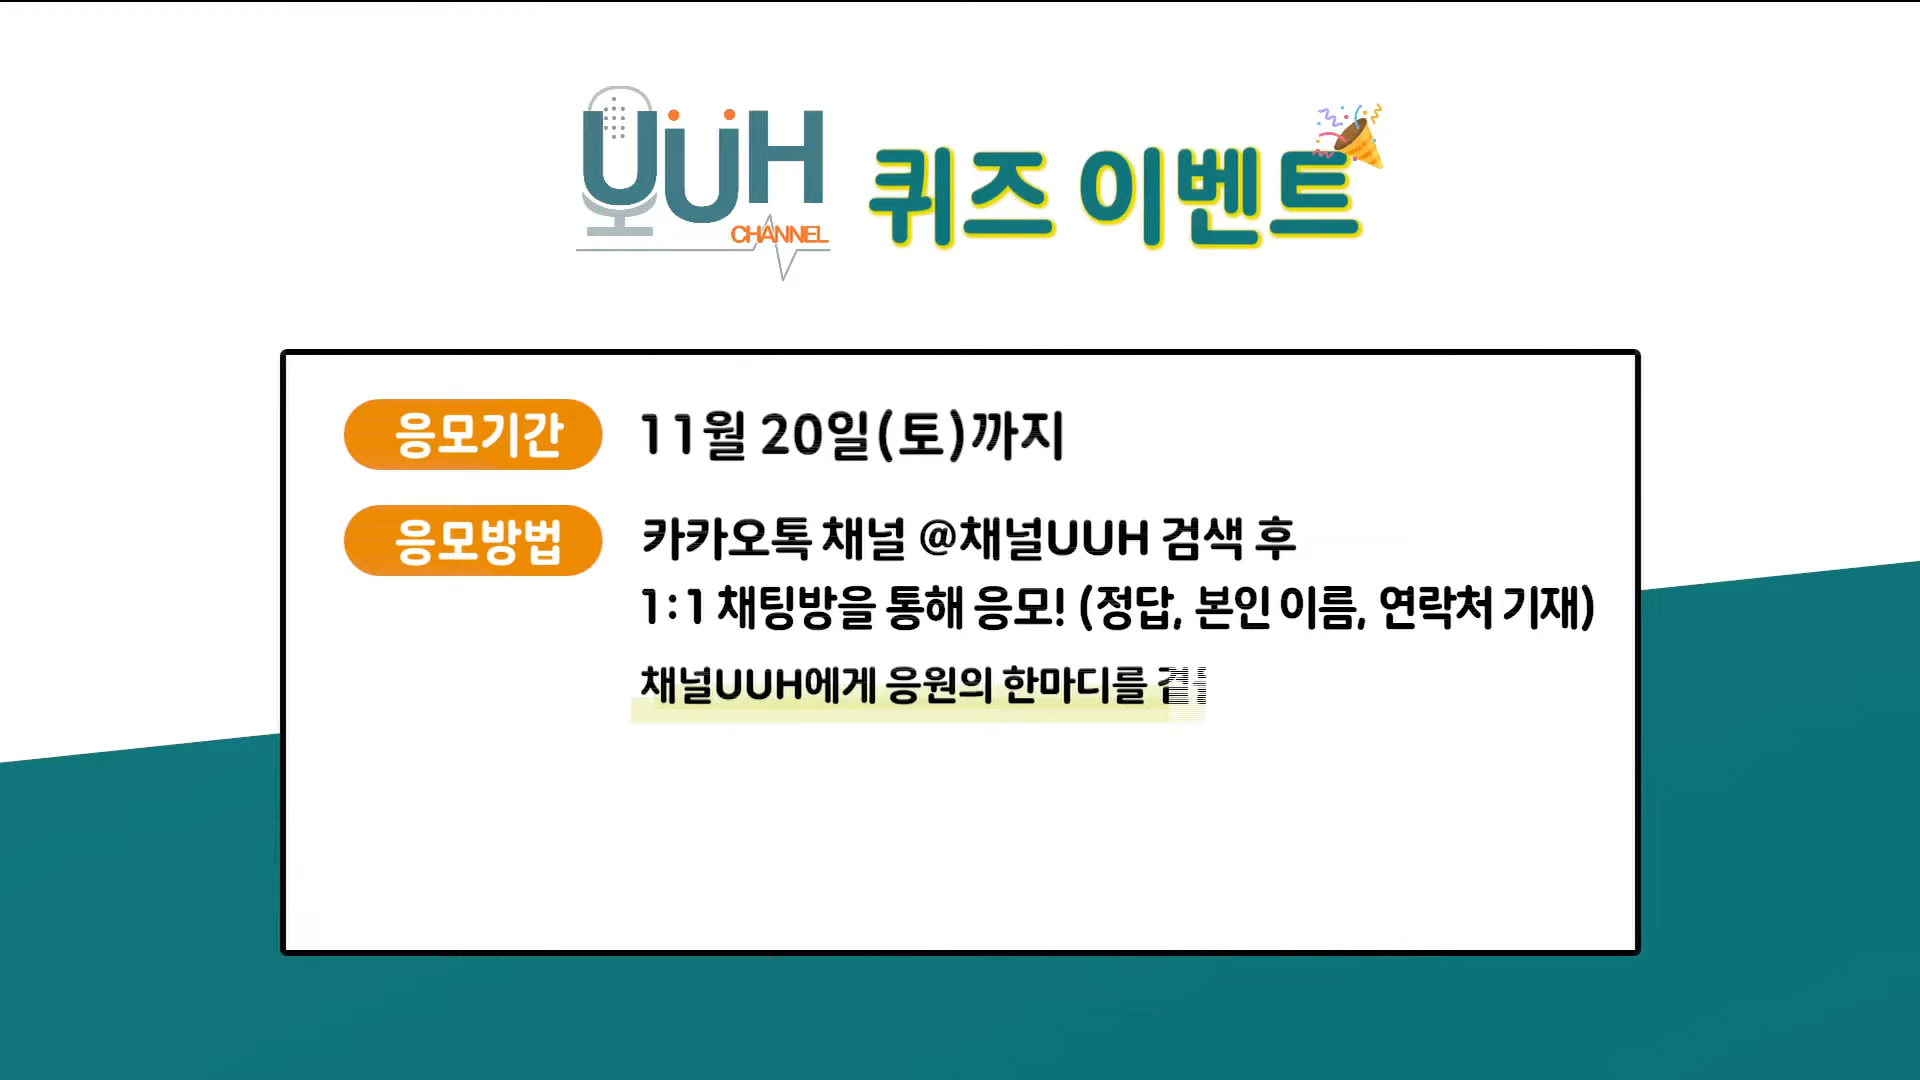 UUH
CHANNEL
퀴즈 이벤트
응모기간 11월 20일(토)까지
응모방법 카카오톡 채널 @채널UUH 검색 후
1:1 채팅방을 통해 응모! (정답, 본인 이름, 연락처 기재)
채널UUH에게 응원의 한마디를